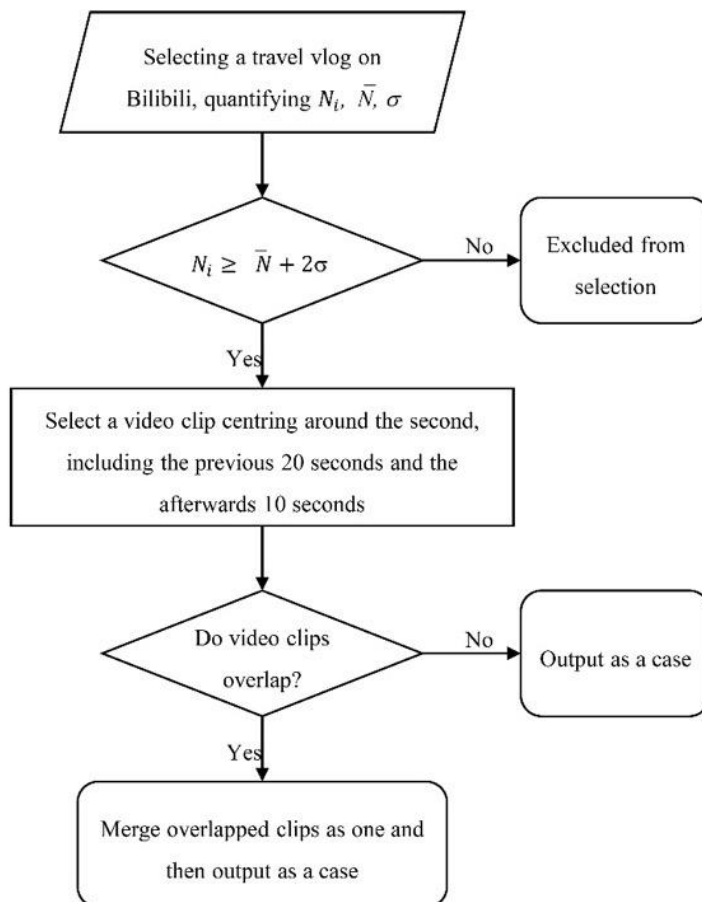 Selecting a travel vlog on
Bilibili, quantifying Nᵢ, N̄, σ
Nᵢ ≥ N̄ + 2σ
No
Excluded from
selection
Yes
Select a video clip centring around the second,
including the previous 20 seconds and the
afterwards 10 seconds
Do video clips
overlap?
No
Output as a case
Yes
Merge overlapped clips as one and
then output as a case